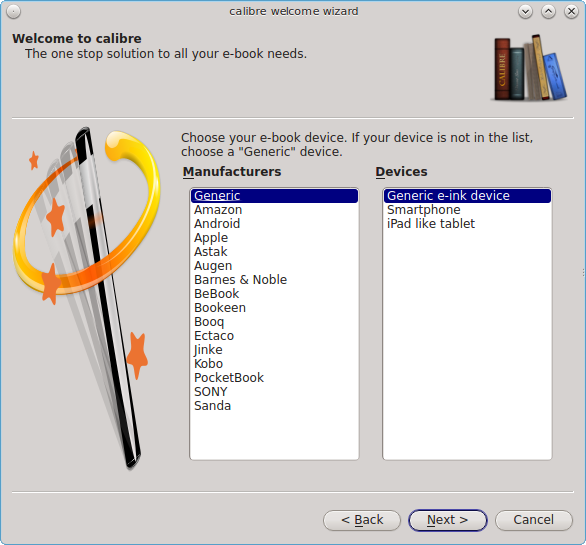 calibre welcome wizard
Welcome to calibre
The one stop solution to all your e-book needs.
CALIBRE
Choose your e-book device. If your device is not in the list,
choose a "Generic" device.
Manufacturers
Devices
Generic
Amazon
Android
Apple
Astak
Augen
Barnes & Noble
BeBook
Bookeen
Booq
Ectaco
Jinke
Kobo
PocketBook
SONY
Sanda
Generic e-ink device
Smartphone
iPad like tablet
< Back
Next >
Cancel